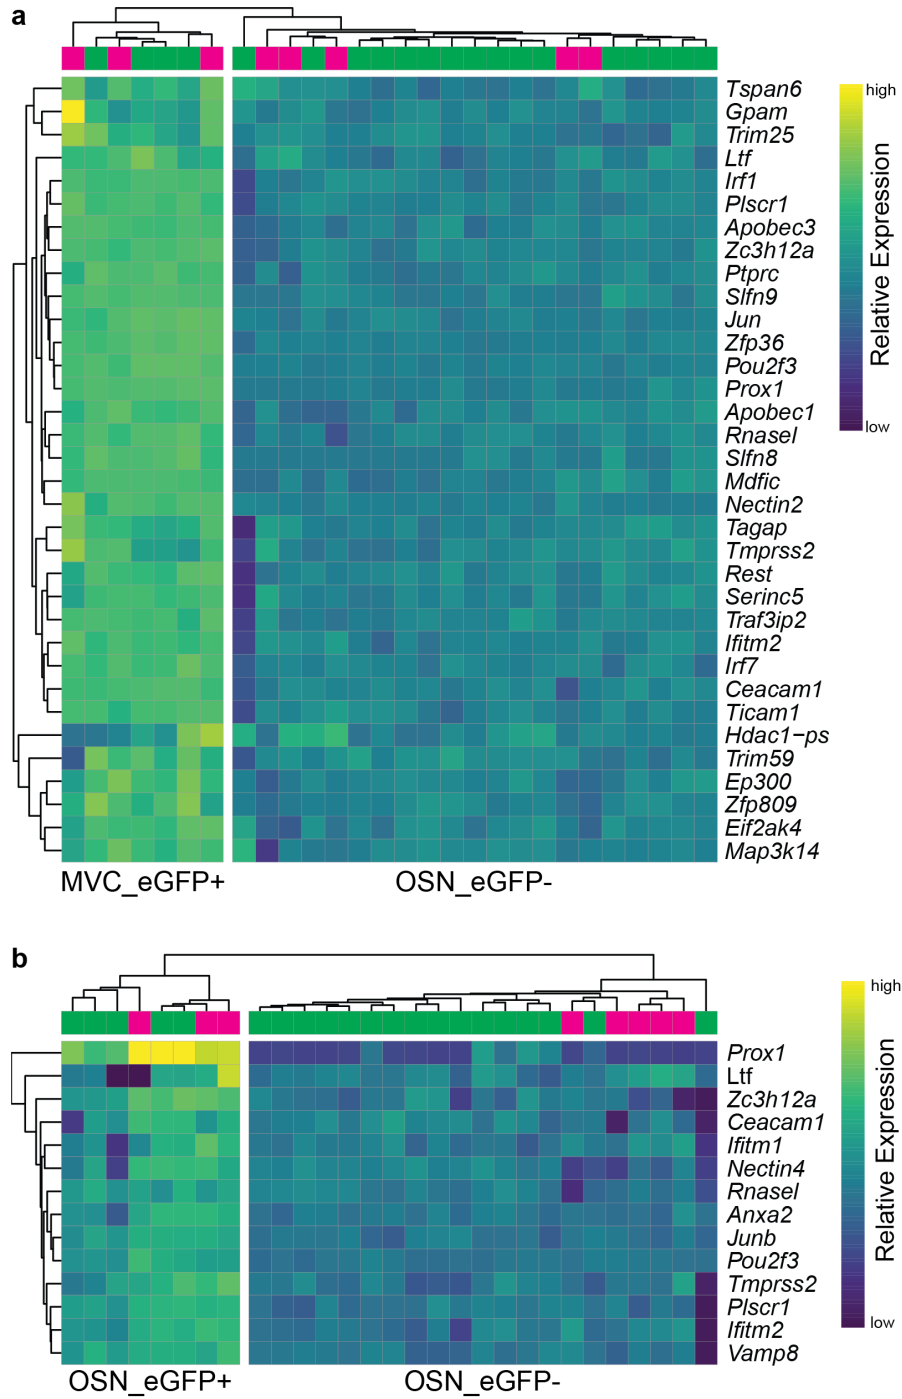 a
high
Relative Expression
low
Tspan6
Gpam
Trim25
Ltf
Irf1
Plscr1
Apobec3
Zc3h12a
Ptprc
Slfn9
Jun
Zfp36
Pou2f3
Prox1
Apobec1
Rnasel
Slfn8
Mdfic
Nectin2
Tagap
Tmprss2
Rest
Serinc5
Traf3ip2
Ifitm2
Irf7
Ceacam1
Ticam1
Hdac1−ps
Trim59
Ep300
Zfp809
Eif2ak4
Map3k14
MVC_eGFP+ OSN_eGFP-
b
high
Relative Expression
low
Prox1
Ltf
Zc3h12a
Ceacam1
Ifitm1
Nectin4
Rnasel
Anxa2
Junb
Pou2f3
Tmprss2
Plscr1
Ifitm2
Vamp8
OSN_eGFP+ OSN_eGFP-